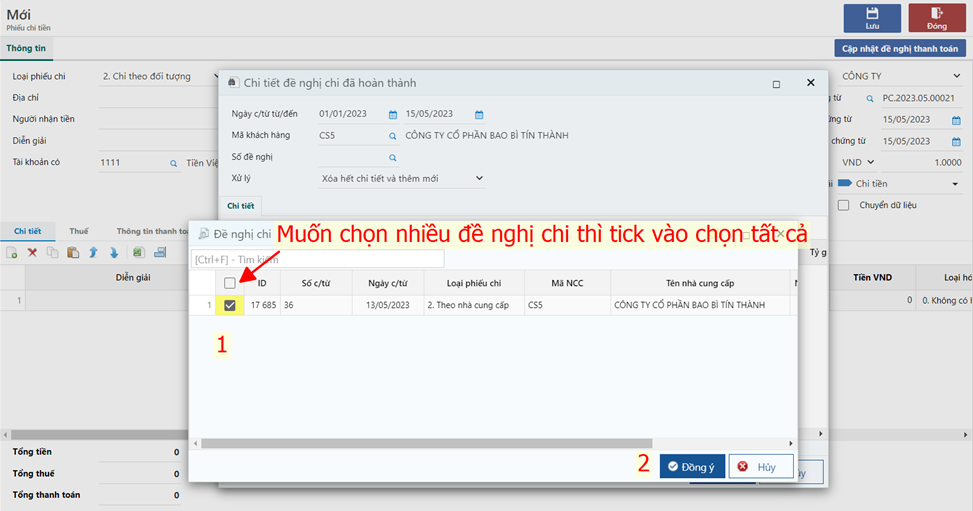 Mới
Phiếu chi tiền
Lưu
Đóng
Thông tin
Cập nhật đề nghị thanh toán
Loại phiếu chi 2. Chi theo đối tượng
CÔNG TY
Địa chỉ
từ PC.2023.05.00021
Người nhận tiền
ứng từ 15/05/2023
Diễn giải
chứng từ 15/05/2023
Tài khoản có 1111 Tiền Việ
VND 1.0000
Chi tiền
Chuyển dữ liệu
Chi tiết đề nghị chi đã hoàn thành
Ngày c/từ từ/đến 01/01/2023 15/05/2023
Mã khách hàng CS5 CÔNG TY CỔ PHẦN BAO BÌ TÍN THÀNH
Số đề nghị
Xử lý Xóa hết chi tiết và thêm mới
Chi tiết
Chi tiết Thuế Thông tin thanh toá
Đề nghị chi
Muốn chọn nhiều đề nghị chi thì tick vào chọn tất cả
[Ctrl+F] - Tìm kiếm
Tỷ g
Diễn giải
Tiền VND Loại hó
1
0 0. Không có h
ID Số c/từ Ngày c/từ Loại phiếu chi Mã NCC Tên nhà cung cấp
1 17 685 36 13/05/2023 2. Theo nhà cung cấp CS5 CÔNG TY CỔ PHẦN BAO BÌ TÍN THÀNH
1
2
Đồng ý
Hủy
Tổng tiền 0
Tổng thuế 0
Tổng thanh toán 0